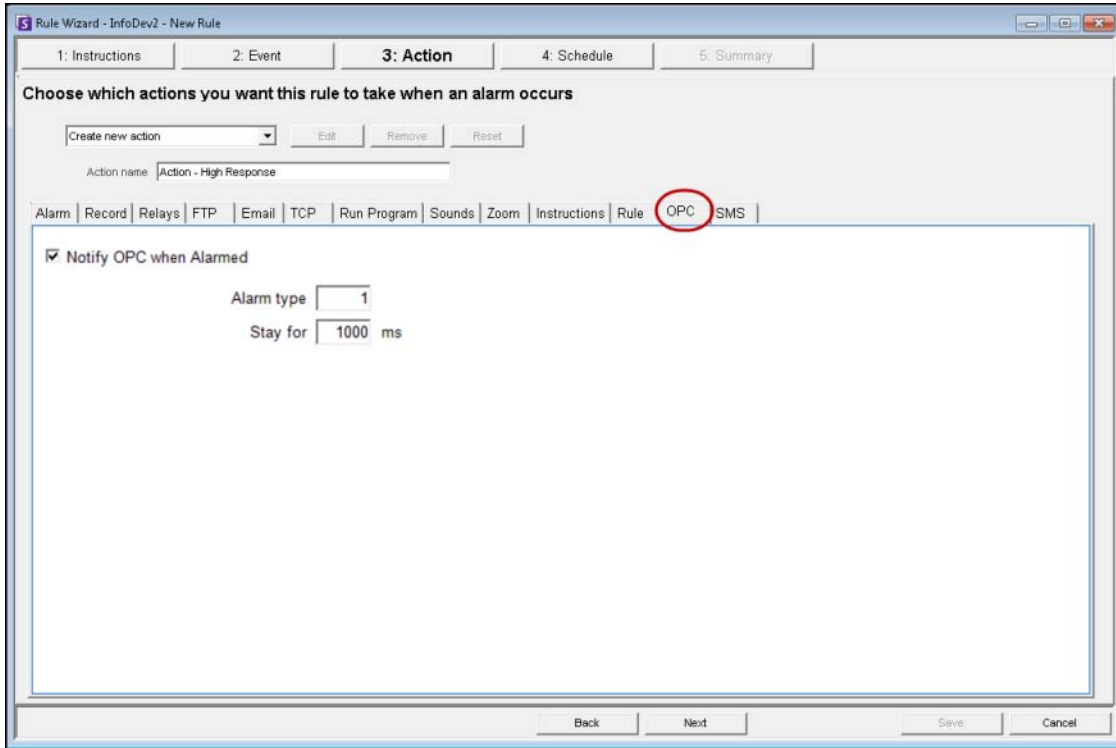 Rule Wizard - InfoDev2 - New Rule
1: Instructions 2: Event 3: Action 4: Schedule 5: Summary
Choose which actions you want this rule to take when an alarm occurs
Create new action Edit Remove Reset
Action name Action - High Response
Alarm Record Relays FTP Email TCP Run Program Sounds Zoom Instructions Rule OPC SMS
Notify OPC when Alarmed
Alarm type 1
Stay for 1000 ms
Back Next Save Cancel